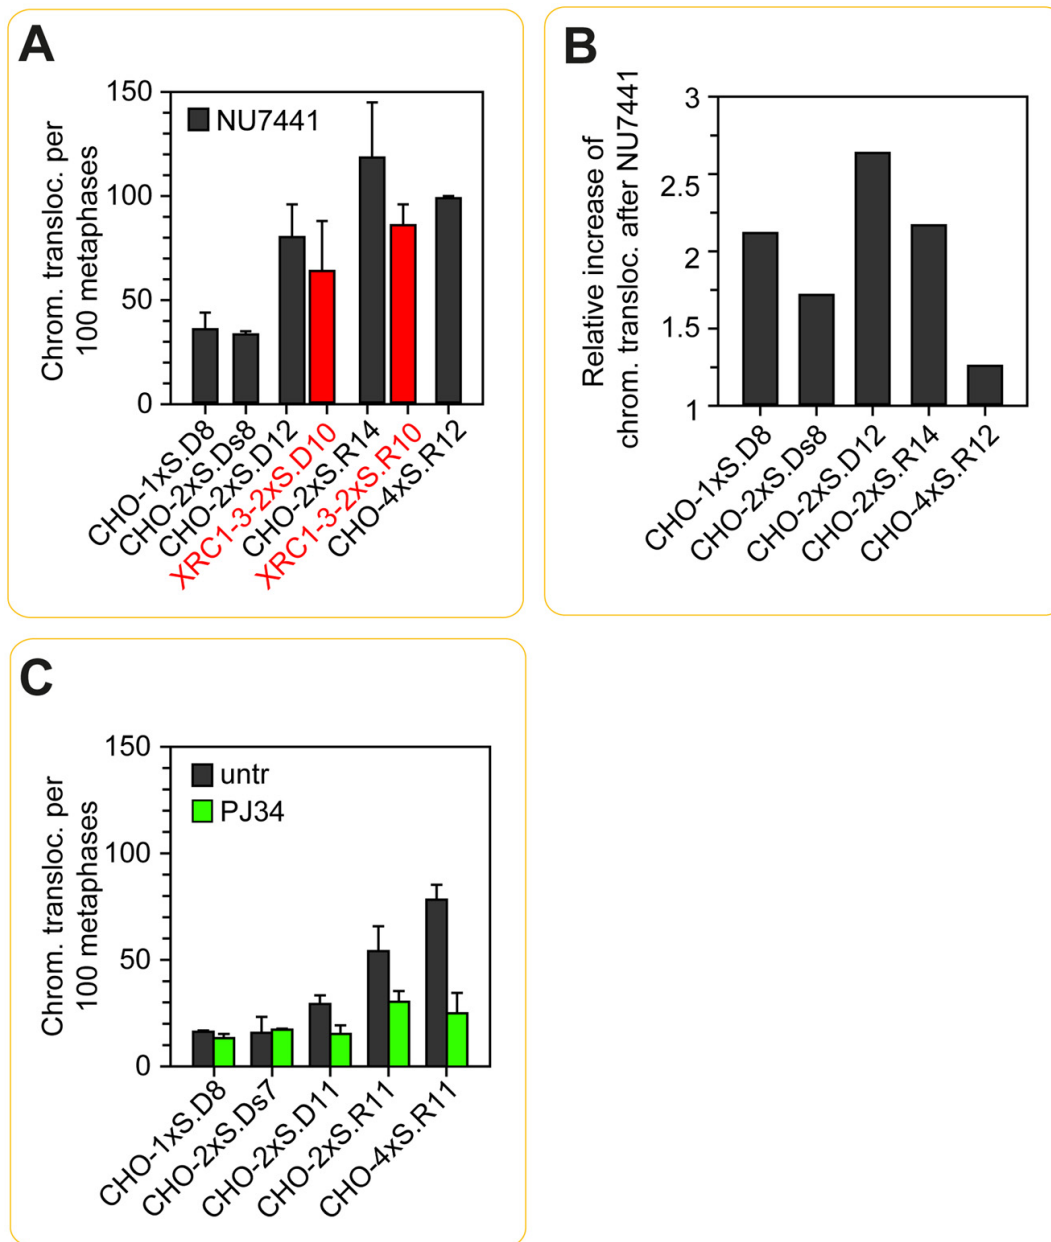 A
Chrom. transloc. per
100 metaphases
150
100
50
0
NU7441
CHO-1xS.D8
CHO-2xS.Ds8
CHO-2xS.D12
XRC1-3-2xS.D10
CHO-2xS.R14
XRC1-3-2xS.R10
CHO-4xS.R12
B
Relative increase of
chrom. transloc. after NU7441
3
2.5
2
1.5
1
CHO-1xS.D8
CHO-2xS.Ds8
CHO-2xS.D12
CHO-2xS.R14
CHO-4xS.R12
C
Chrom. transloc. per
100 metaphases
150
100
50
0
untr
PJ34
CHO-1xS.D8
CHO-2xS.Ds7
CHO-2xS.D11
CHO-2xS.R11
CHO-4xS.R11